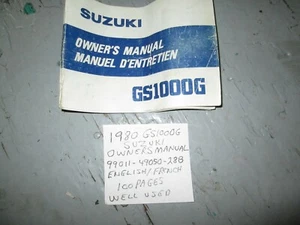 SUZUKI
OWNER'S MANUAL
MANUEL D'ENTRETIEN
GS1000G
1980 GS1000G
SUZUKI
OWNERS MANUAL
99011-49050-28B
ENGLISH/FRENCH
100 PAGES
WELL USED